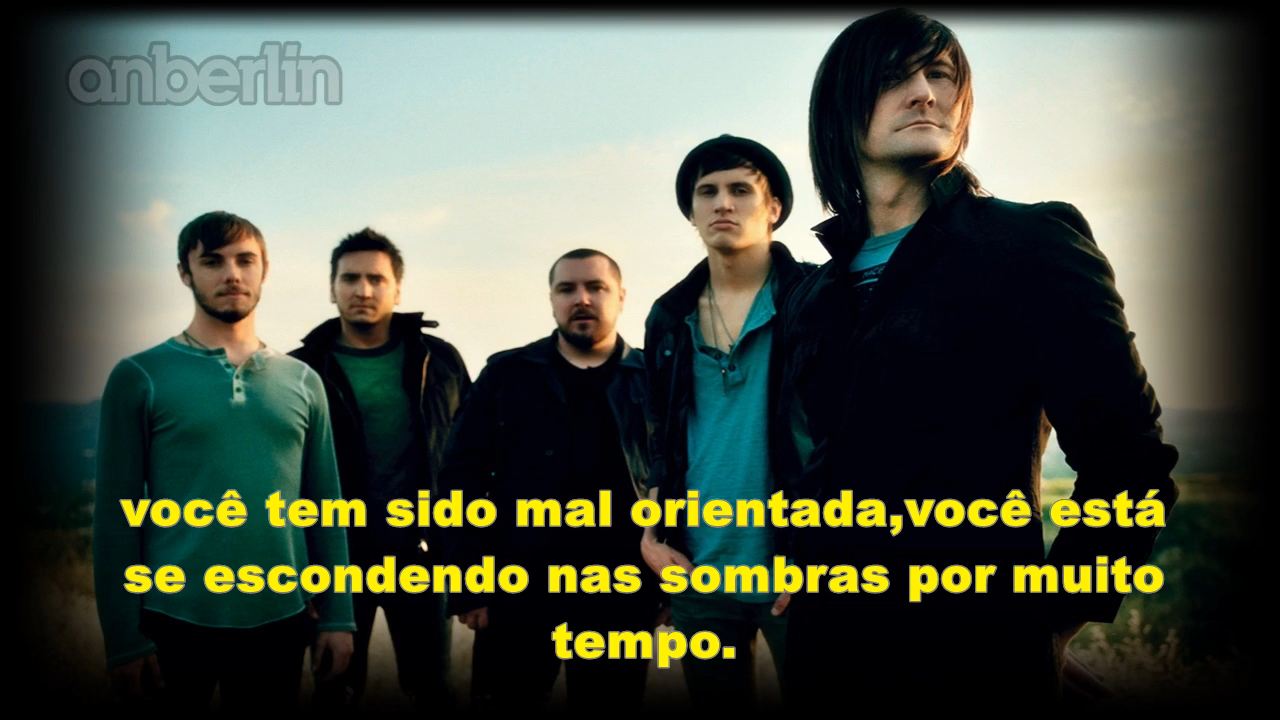 anberlin
você tem sido mal orientada,você está
se escondendo nas sombras por muito
tempo.